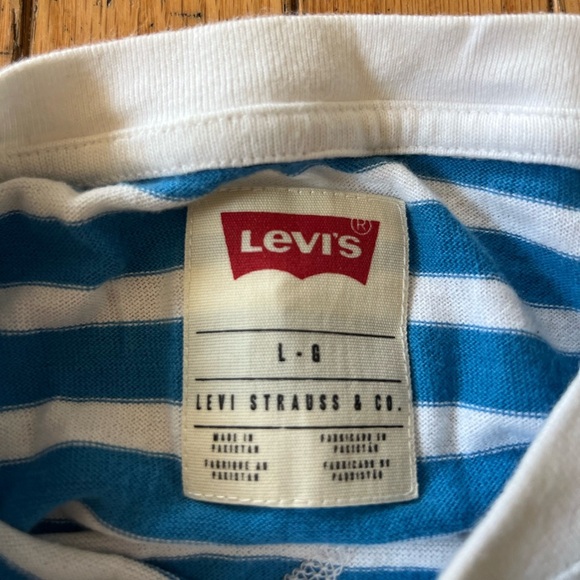 Levi's ®
L - G
LEVI STRAUSS & CO.
MADE IN FABRICADO EN
PAKISTAN PAKISTÁN
FABRIQUÉ AU FABRICADO NO
PAKISTAN PAQUISTÃO